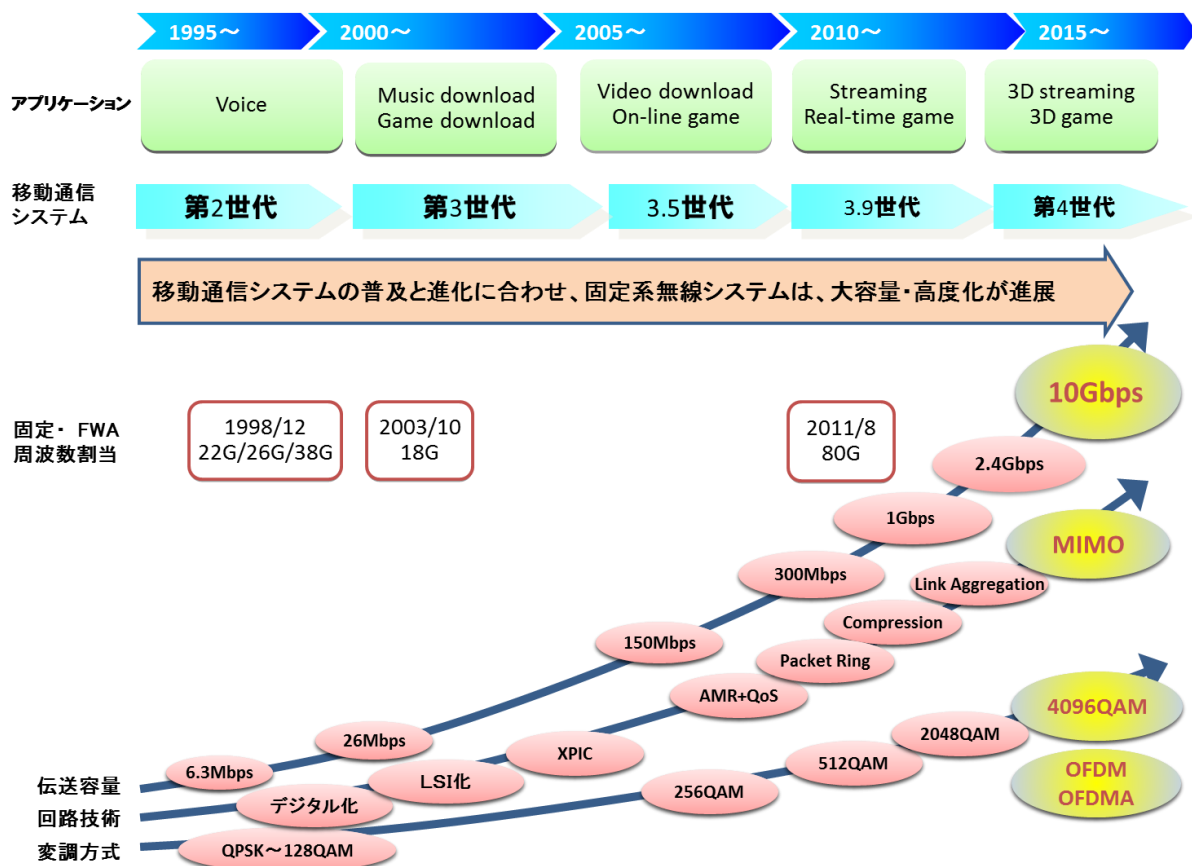 1995～
2000～
2005～
2010～
2015～
アプリケーション
Voice
Music download
Game download
Video download
On-line game
Streaming
Real-time game
3D streaming
3D game
移動通信
システム
第2世代
第3世代
3.5世代
3.9世代
第4世代
移動通信システムの普及と進化に合わせ、固定系無線システムは、大容量・高度化が進展
固定・ FWA
周波数割当
1998/12
22G/26G/38G
2003/10
18G
2011/8
80G
伝送容量
6.3Mbps
26Mbps
150Mbps
300Mbps
1Gbps
2.4Gbps
10Gbps
回路技術
デジタル化
LSI化
XPIC
AMR+QoS
Packet Ring
Compression
Link Aggregation
MIMO
変調方式
QPSK～128QAM
256QAM
512QAM
2048QAM
4096QAM
OFDM
OFDMA